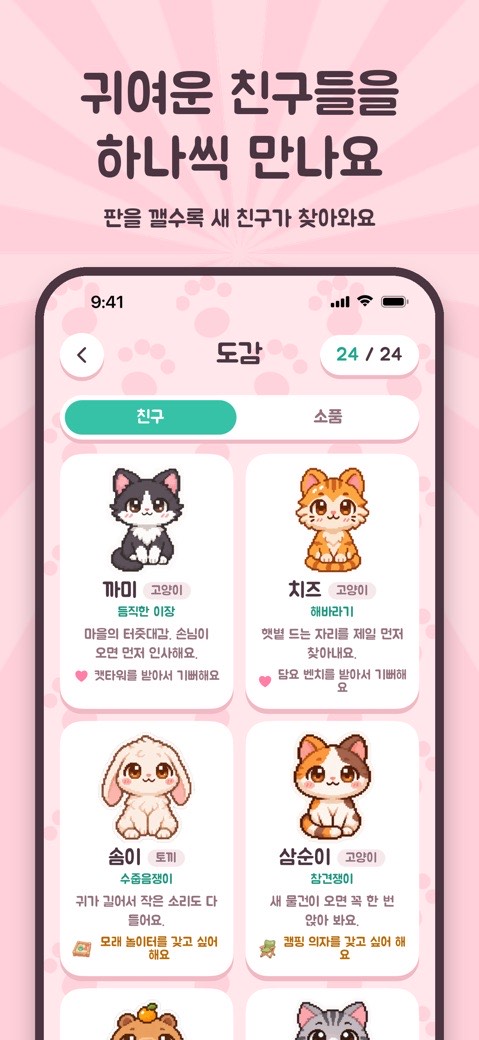 귀여운 친구들을
하나씩 만나요
판을 깰수록 새 친구가 찾아와요
9:41
도감
24 / 24
친구
소품
까미 고양이
듬직한 이장
마을의 터줏대감. 손님이
오면 먼저 인사해요.
캣타워를 받아서 기뻐해요
치즈 고양이
해바라기
햇볕 드는 자리를 제일 먼저
찾아내요.
담요 벤치를 받아서 기뻐해
요
솜이 토끼
수줍음쟁이
귀가 길어서 작은 소리도 다
들어요.
모래 놀이터를 갖고 싶어
해요
삼순이 고양이
참견쟁이
새 물건이 오면 꼭 한 번
앉아 봐요.
캠핑 의자를 갖고 싶어 해
요